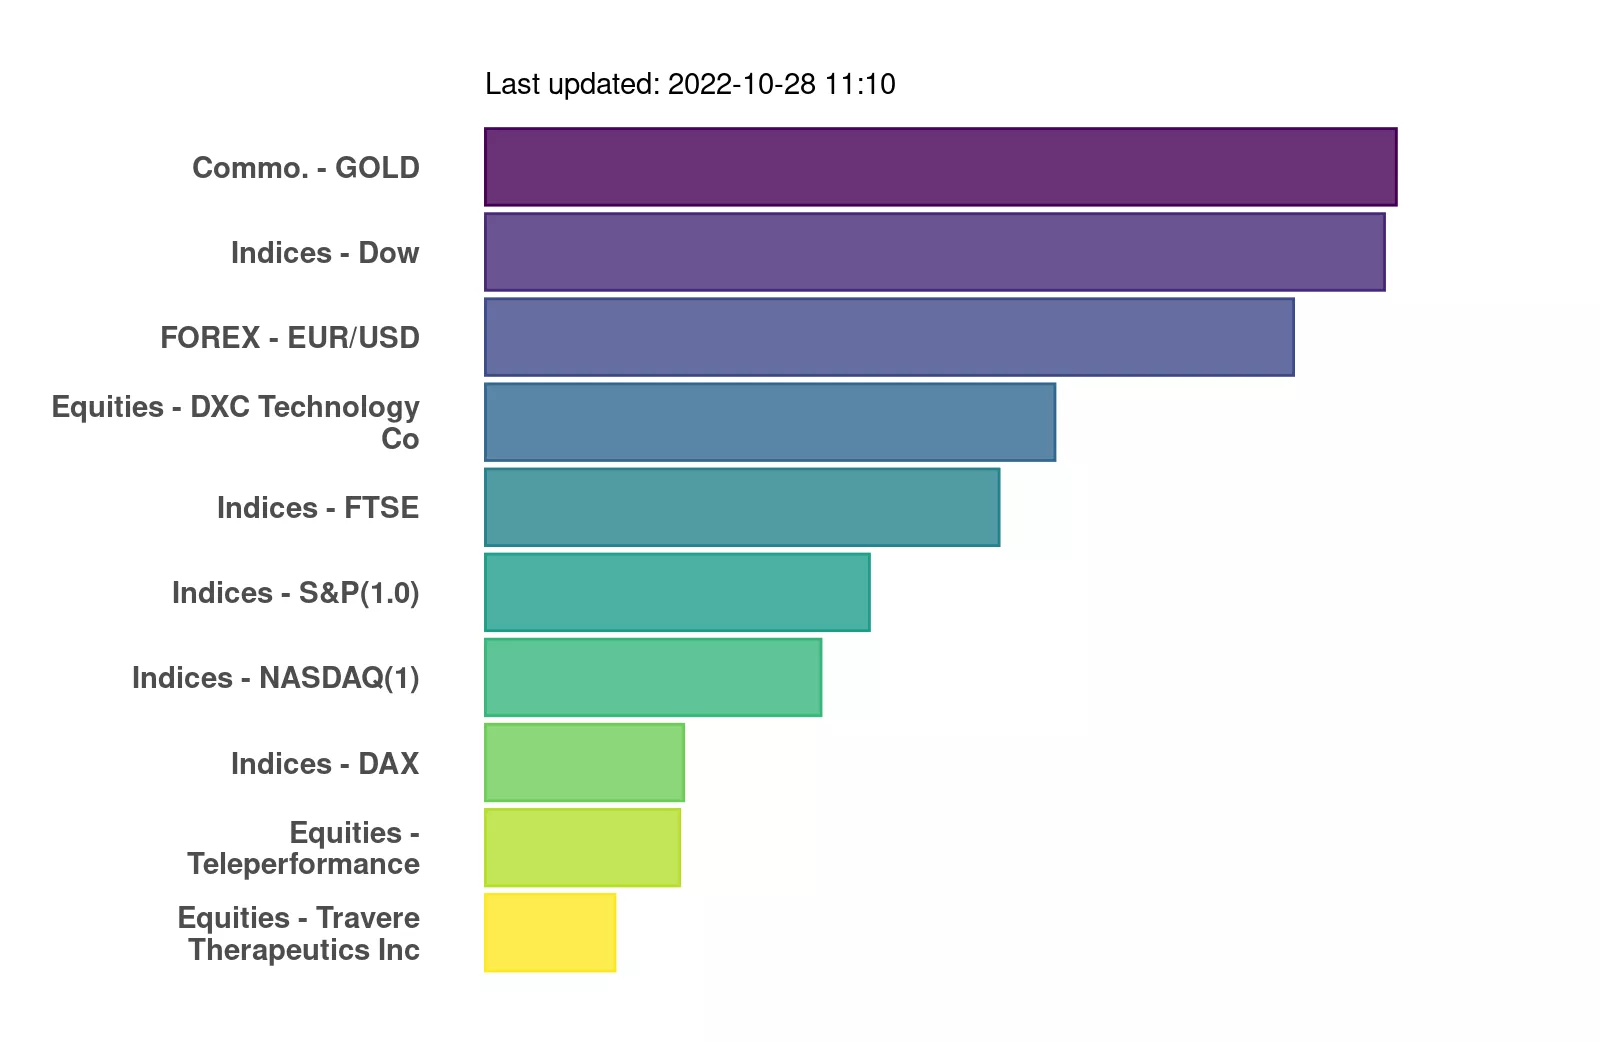 Last updated: 2022-10-28 11:10
Commo. - GOLD
Indices - Dow
FOREX - EUR/USD
Equities - DXC Technology
Co
Indices - FTSE
Indices - S&P(1.0)
Indices - NASDAQ(1)
Indices - DAX
Equities -
Teleperformance
Equities - Travere
Therapeutics Inc